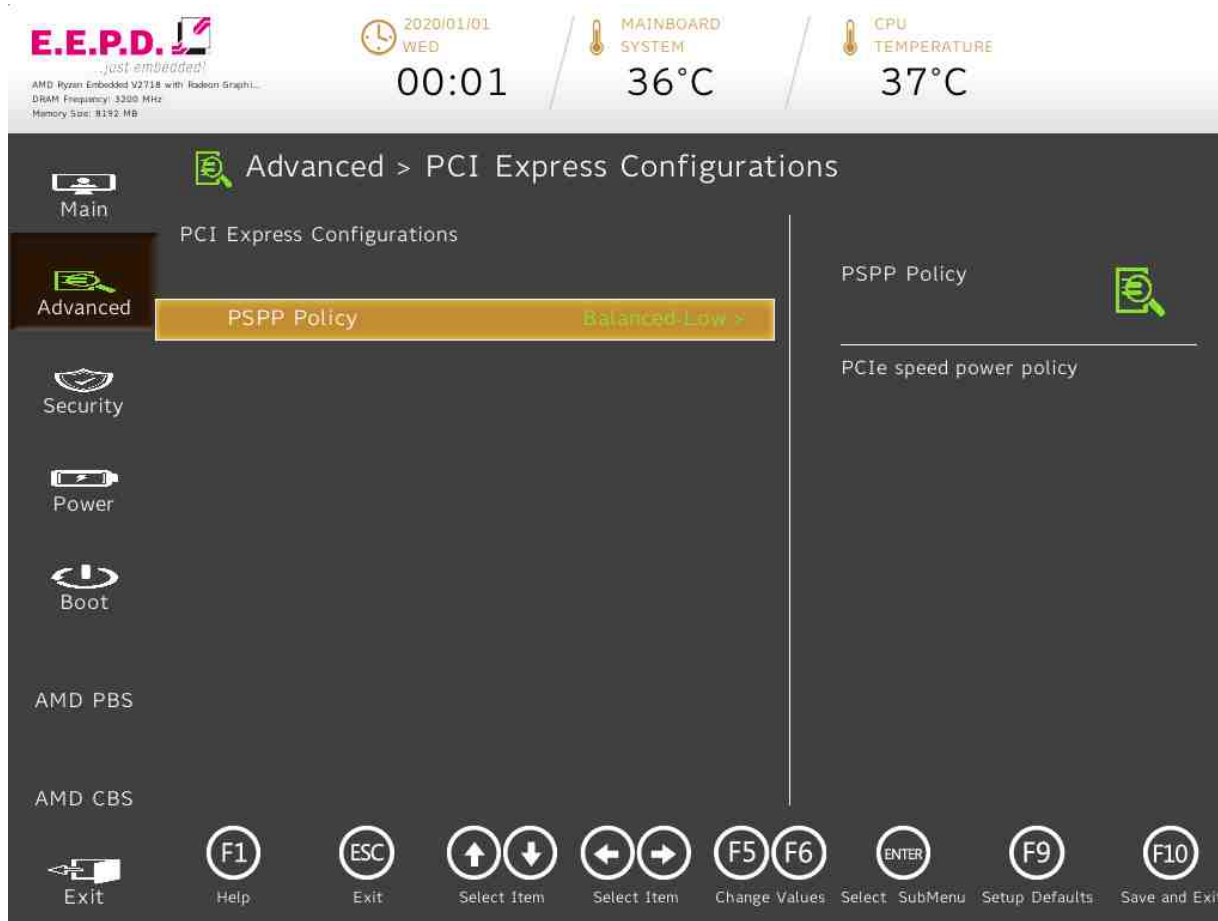 E.E.P.D.
...just embedded!
AMD Ryzen Embedded V2718 with Radeon Graphi...
DRAM Frequency: 3200 MHz
Memory Size: 8192 MB
2020/01/01
WED
00:01
MAINBOARD
SYSTEM
36°C
CPU
TEMPERATURE
37°C
Main
Advanced
Security
Power
Boot
AMD PBS
AMD CBS
Exit
Advanced > PCI Express Configurations
PCI Express Configurations
PSPP Policy Balanced-Low >
PSPP Policy
PCIe speed power policy
F1
Help
ESC
Exit
Select Item
Select Item
F5 F6
Change Values
ENTER
Select SubMenu
F9
Setup Defaults
F10
Save and Exi